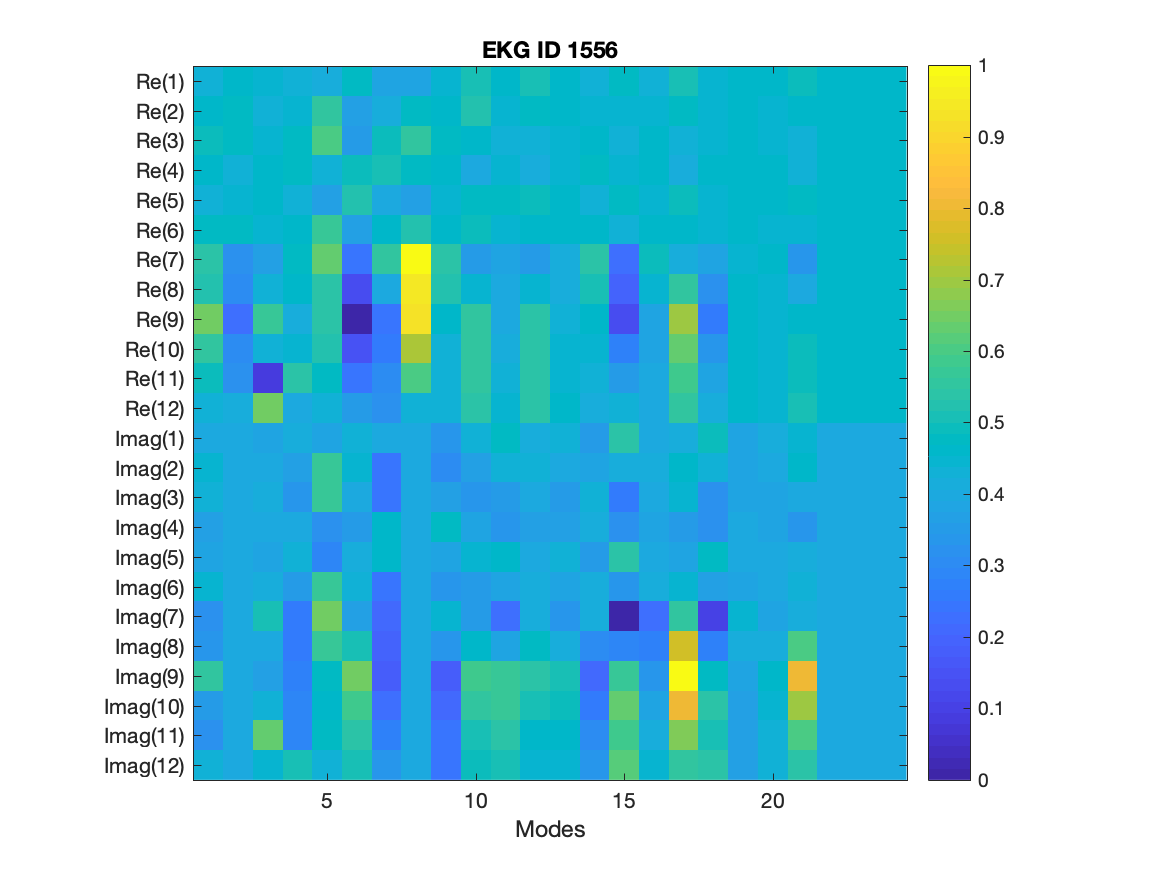 EKG ID 1556
Re(1)
Re(2)
Re(3)
Re(4)
Re(5)
Re(6)
Re(7)
Re(8)
Re(9)
Re(10)
Re(11)
Re(12)
Imag(1)
Imag(2)
Imag(3)
Imag(4)
Imag(5)
Imag(6)
Imag(7)
Imag(8)
Imag(9)
Imag(10)
Imag(11)
Imag(12)
5 10 15 20
Modes
1
0.9
0.8
0.7
0.6
0.5
0.4
0.3
0.2
0.1
0